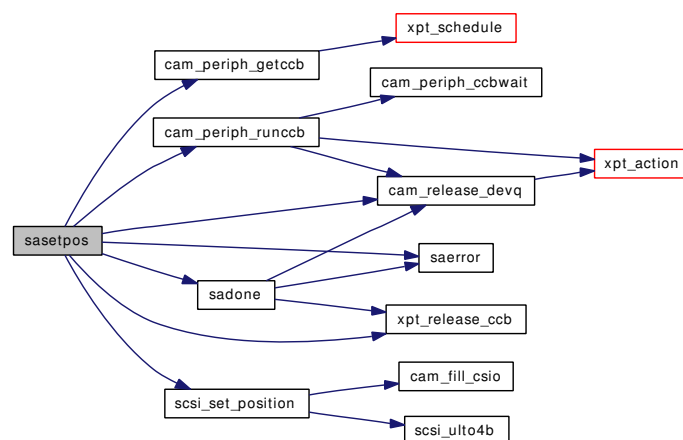 xpt_schedule
cam_periph_getccb
cam_periph_ccbwait
cam_periph_runccb
xpt_action
cam_release_devq
sasetpos
saerror
sadone
xpt_release_ccb
cam_fill_csio
scsi_set_position
scsi_ulto4b